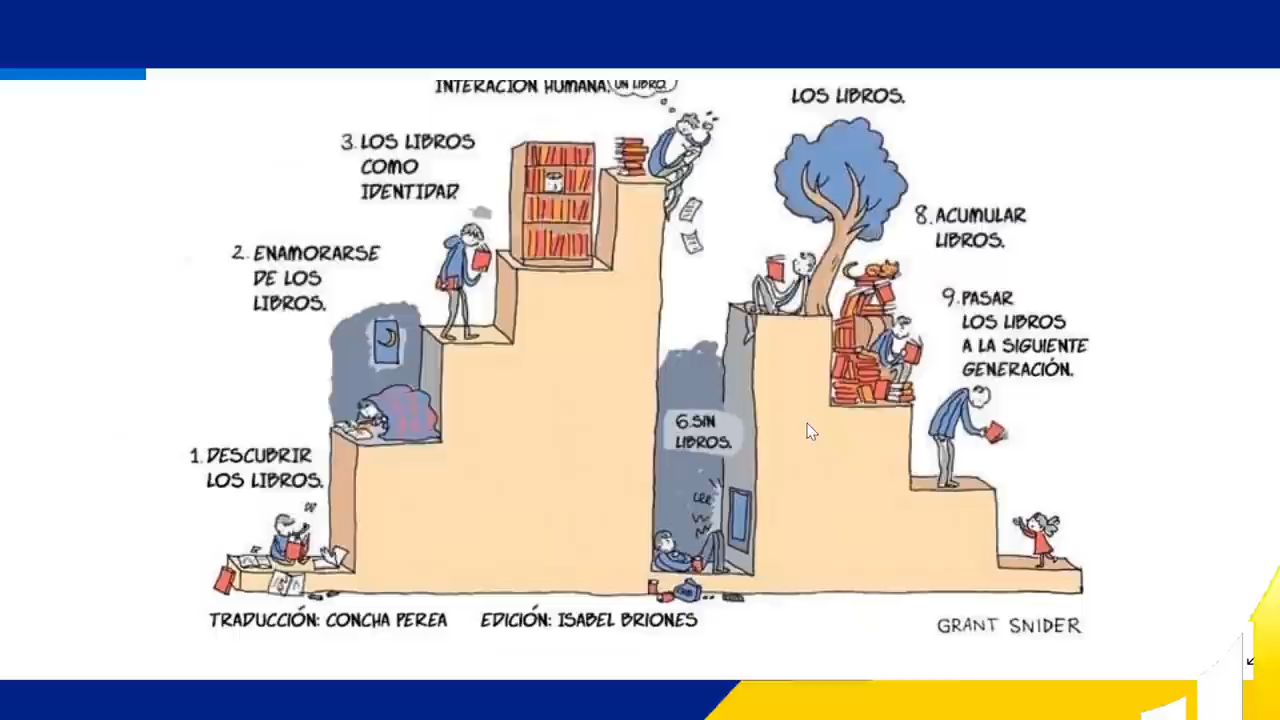 INTERACIÓN HUMANA.
UN LIBRO.
LOS LIBROS.
3. LOS LIBROS
COMO
IDENTIDAD.
2. ENAMORARSE
DE LOS
LIBROS.
1. DESCUBRIR
LOS LIBROS.
6. SIN
LIBROS.
8. ACUMULAR
LIBROS.
9. PASAR
LOS LIBROS
A LA SIGUIENTE
GENERACIÓN.
TRADUCCIÓN: CONCHA PEREA EDICIÓN: ISABEL BRIONES
GRANT SNIDER